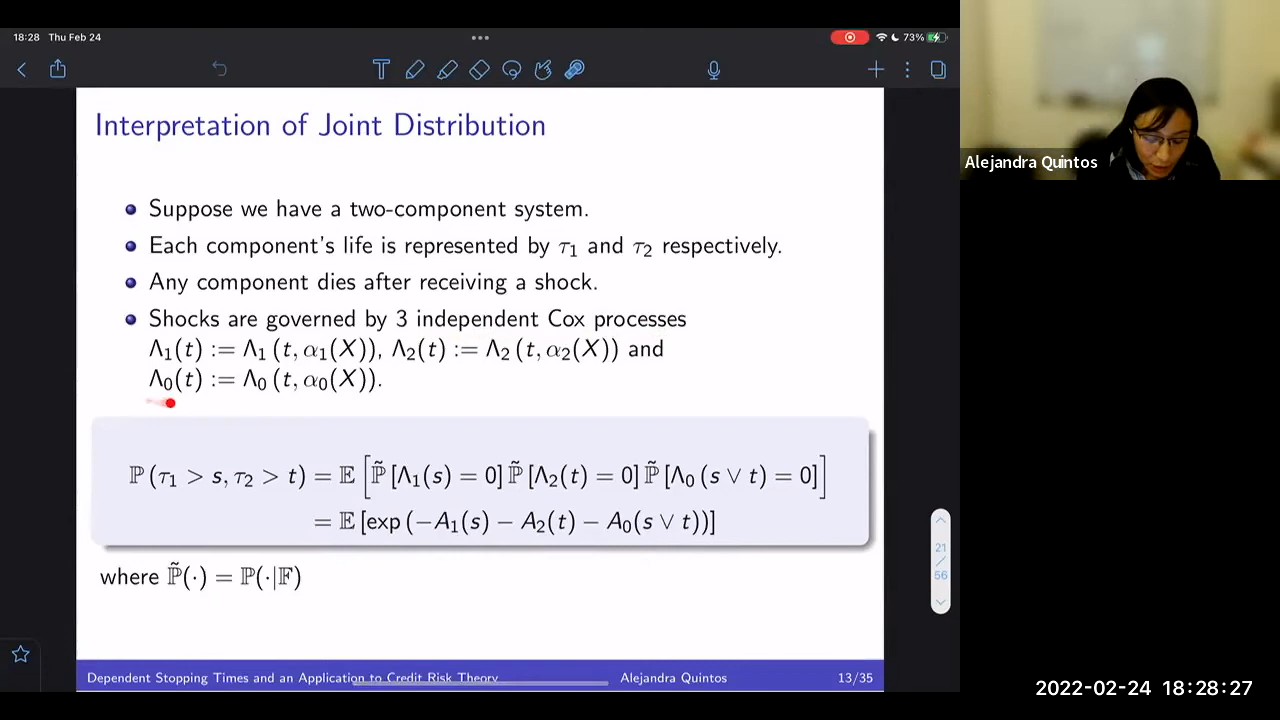 18:28 Thu Feb 24
73%
Interpretation of Joint Distribution
Suppose we have a two-component system.
Each component's life is represented by τ₁ and τ₂ respectively.
Any component dies after receiving a shock.
Shocks are governed by 3 independent Cox processes
Λ₁(t) := Λ₁ (t, α₁(X)), Λ₂(t) := Λ₂ (t, α₂(X)) and
Λ₀(t) := Λ₀ (t, α₀(X)).
ℙ (τ₁ > s, τ₂ > t) = 𝔼 [ℙ̃ [Λ₁(s) = 0] ℙ̃ [Λ₂(t) = 0] ℙ̃ [Λ₀ (s ∨ t) = 0]]
= 𝔼 [exp (−A₁(s) − A₂(t) − A₀(s ∨ t))]
where ℙ̃(·) = ℙ(·|𝔽)
21
/
56
Dependent Stopping Times and an Application to Credit Risk Theory Alejandra Quintos 13/35
Alejandra Quintos
2022-02-24 18:28:27